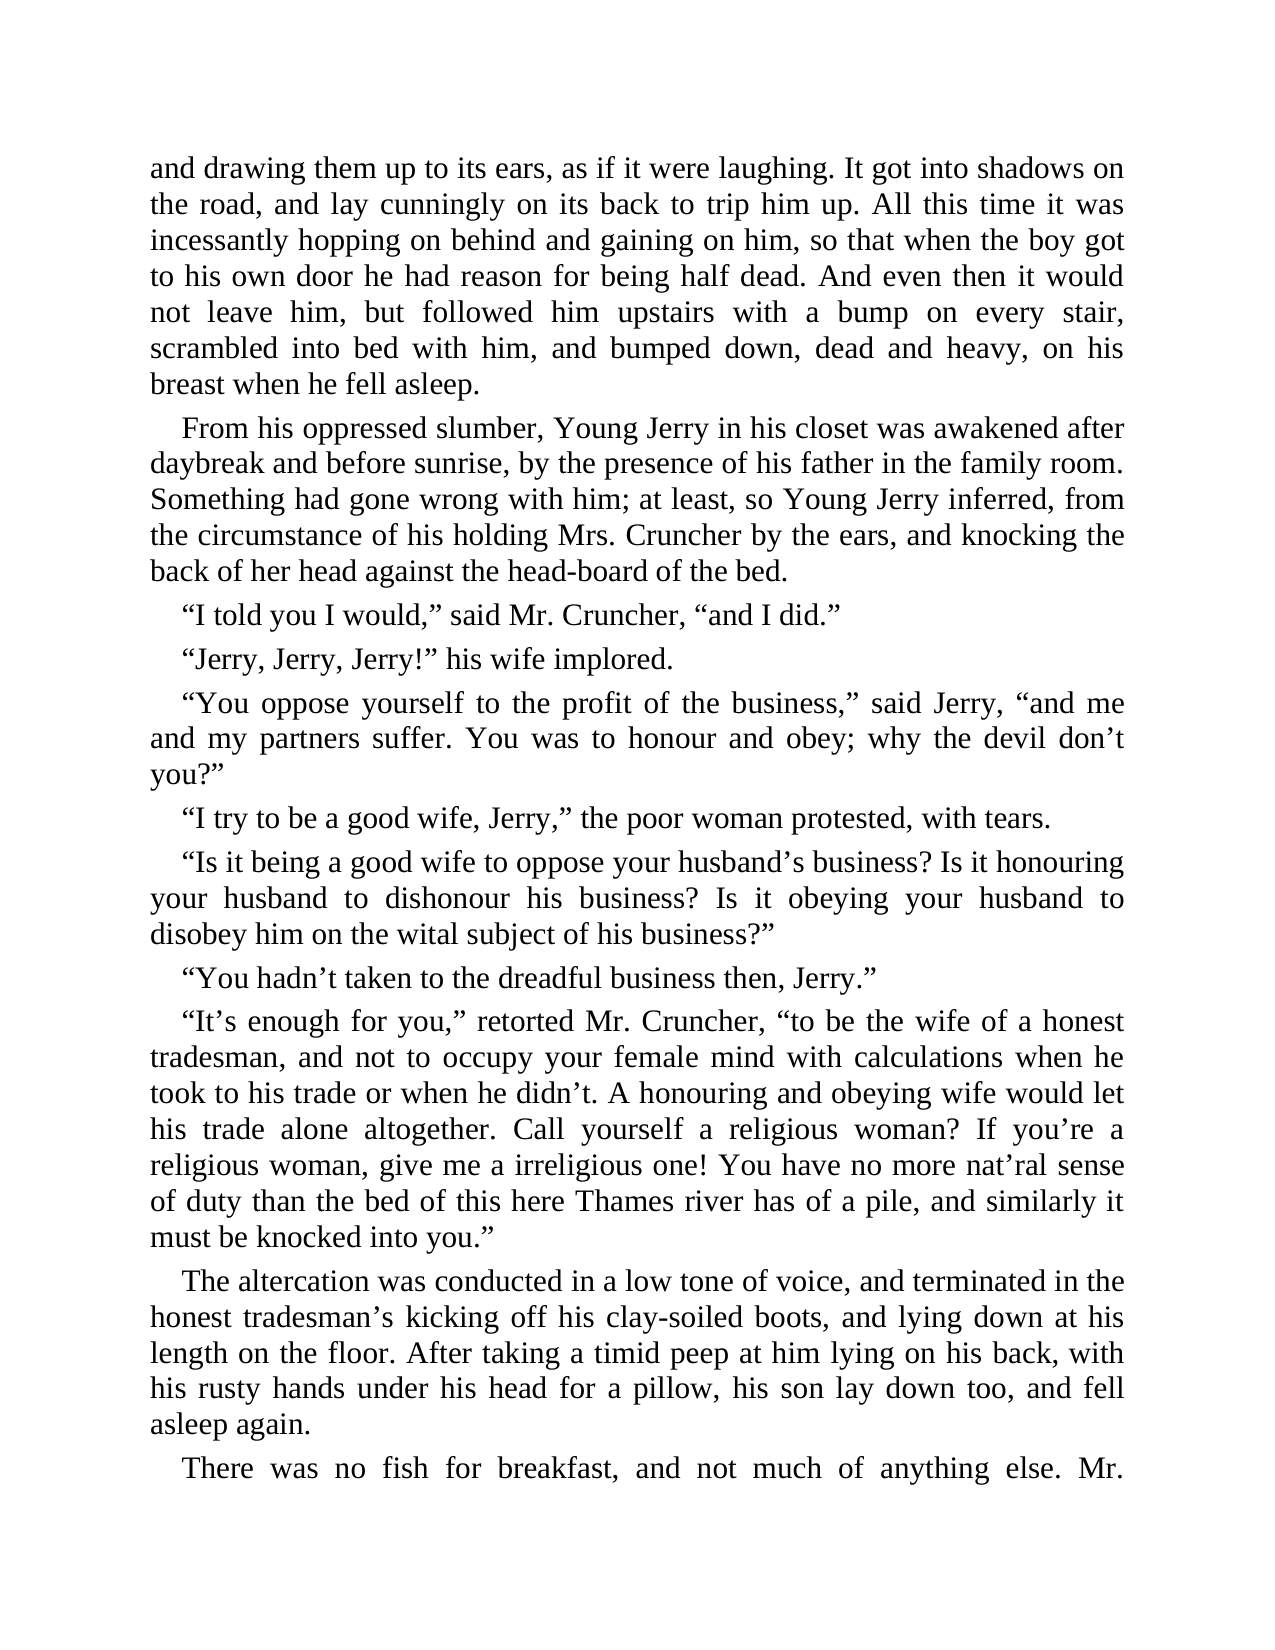 and drawing them up to its ears, as if it were laughing. It got into shadows on
the road, and lay cunningly on its back to trip him up. All this time it was
incessantly hopping on behind and gaining on him, so that when the boy got
to his own door he had reason for being half dead. And even then it would
not leave him, but followed him upstairs with a bump on every stair,
scrambled into bed with him, and bumped down, dead and heavy, on his
breast when he fell asleep.
From his oppressed slumber, Young Jerry in his closet was awakened after
daybreak and before sunrise, by the presence of his father in the family room.
Something had gone wrong with him; at least, so Young Jerry inferred, from
the circumstance of his holding Mrs. Cruncher by the ears, and knocking the
back of her head against the head-board of the bed.
“I told you I would,” said Mr. Cruncher, “and I did.”
“Jerry, Jerry, Jerry!” his wife implored.
“You oppose yourself to the profit of the business,” said Jerry, “and me
and my partners suffer. You was to honour and obey; why the devil don’t
you?”
“I try to be a good wife, Jerry,” the poor woman protested, with tears.
“Is it being a good wife to oppose your husband’s business? Is it honouring
your husband to dishonour his business? Is it obeying your husband to
disobey him on the wital subject of his business?”
“You hadn’t taken to the dreadful business then, Jerry.”
“It’s enough for you,” retorted Mr. Cruncher, “to be the wife of a honest
tradesman, and not to occupy your female mind with calculations when he
took to his trade or when he didn’t. A honouring and obeying wife would let
his trade alone altogether. Call yourself a religious woman? If you’re a
religious woman, give me a irreligious one! You have no more nat’ral sense
of duty than the bed of this here Thames river has of a pile, and similarly it
must be knocked into you.”
The altercation was conducted in a low tone of voice, and terminated in the
honest tradesman’s kicking off his clay-soiled boots, and lying down at his
length on the floor. After taking a timid peep at him lying on his back, with
his rusty hands under his head for a pillow, his son lay down too, and fell
asleep again.
There was no fish for breakfast, and not much of anything else. Mr.